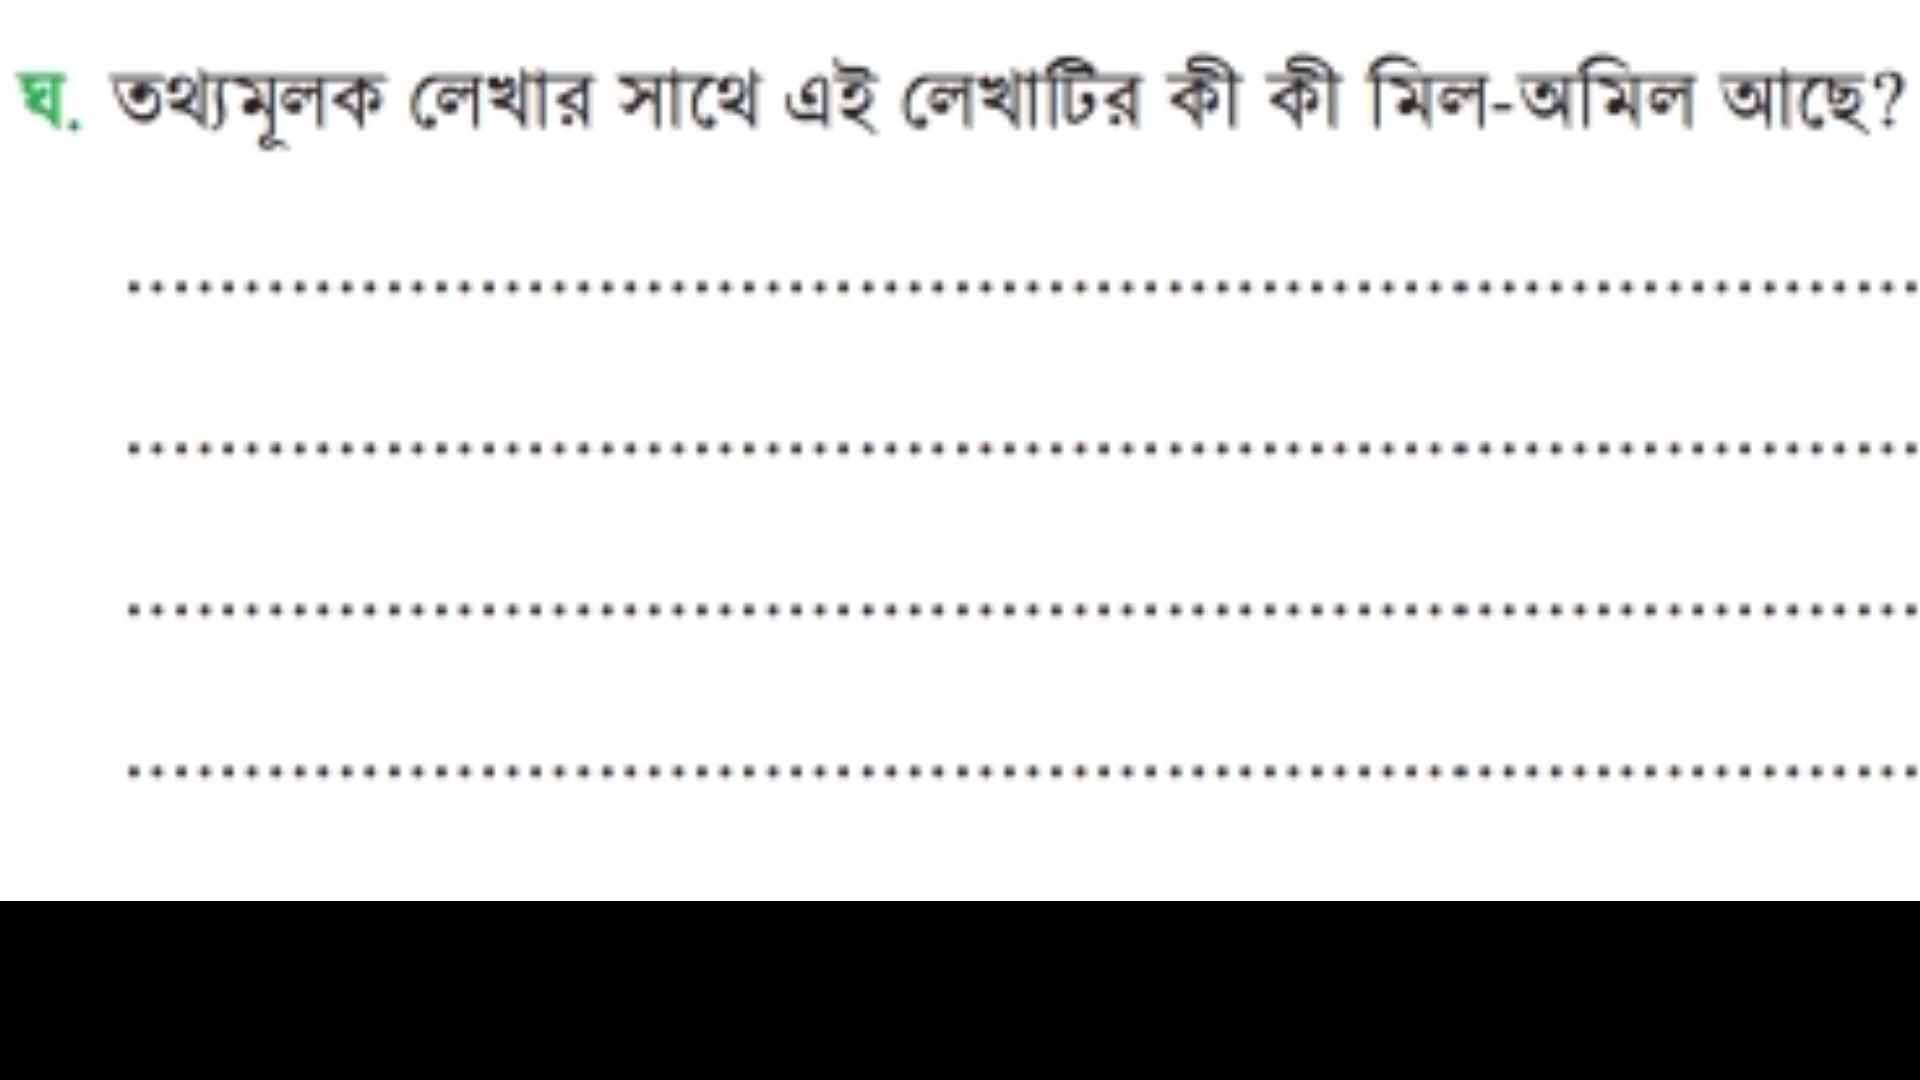 ঘ. তথ্যমূলক লেখার সাথে এই লেখাটির কী কী মিল-অমিল আছে?